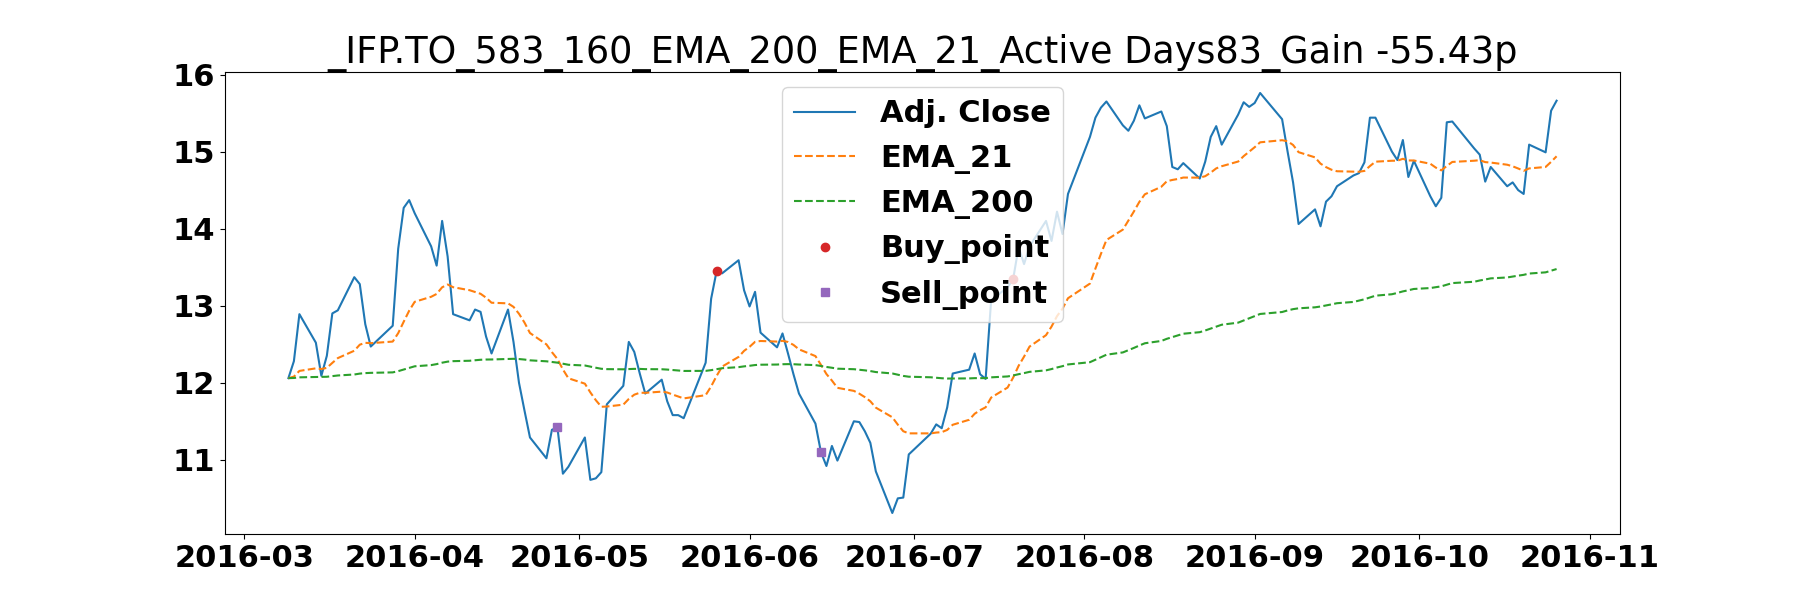 _IFP.TO_583_160_EMA_200_EMA_21_Active Days83_Gain -55.43p
16
15
14
13
12
11
Adj. Close
EMA_21
EMA_200
Buy_point
Sell_point
2016-03 2016-04 2016-05 2016-06 2016-07 2016-08 2016-09 2016-10 2016-11